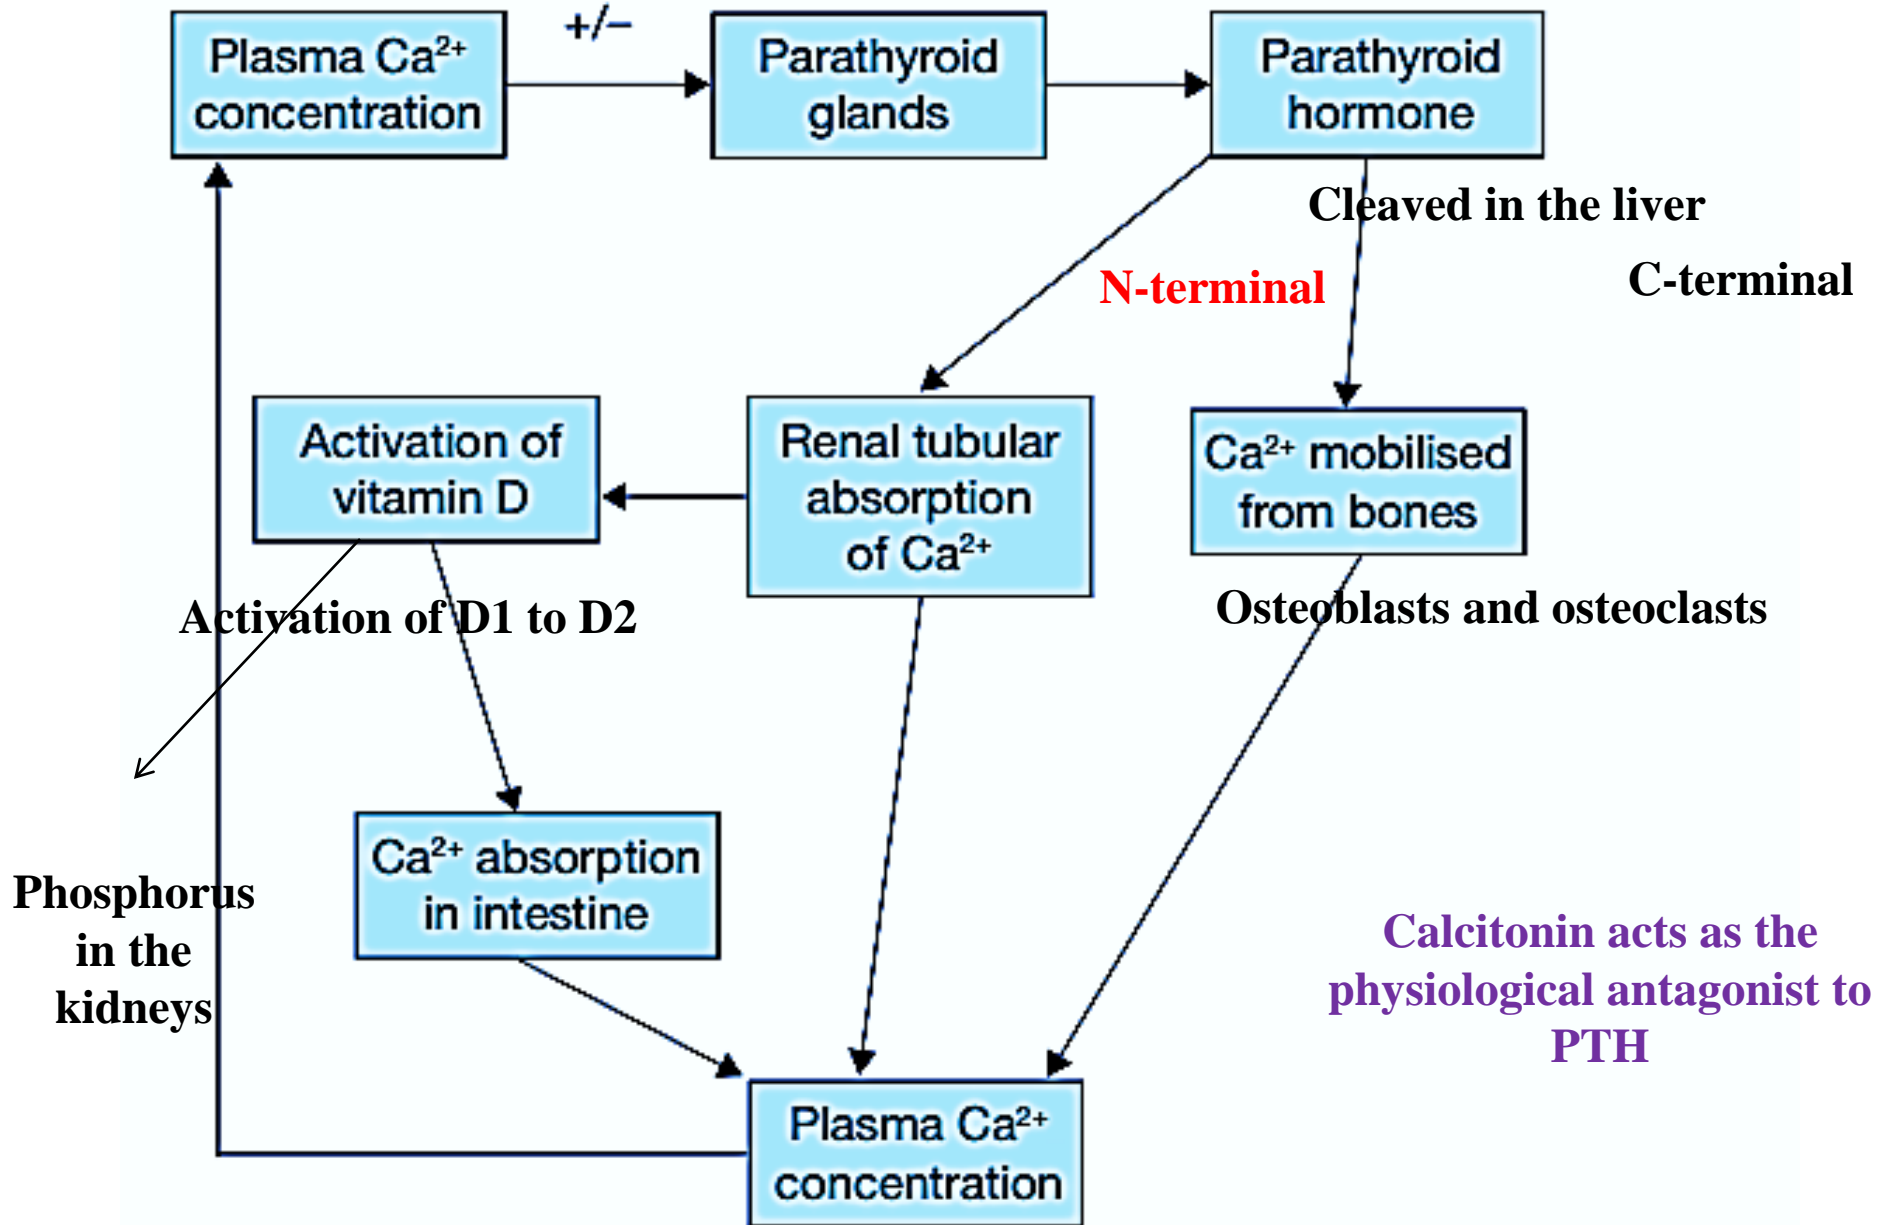 +/−
Plasma Ca²⁺
concentration
Parathyroid
glands
Parathyroid
hormone
Cleaved in the liver
N-terminal
C-terminal
Activation of
vitamin D
Renal tubular
absorption
of Ca²⁺
Ca²⁺ mobilised
from bones
Activation of D1 to D2
Osteoblasts and osteoclasts
Ca²⁺ absorption
in intestine
Phosphorus
in the
kidneys
Calcitonin acts as the
physiological antagonist to
PTH
Plasma Ca²⁺
concentration